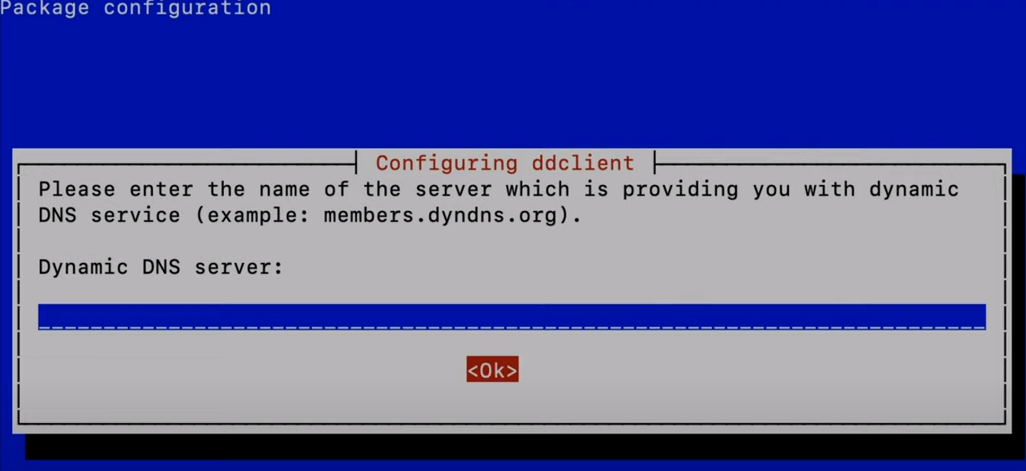 Package configuration
Configuring ddclient
Please enter the name of the server which is providing you with dynamic
DNS service (example: members.dyndns.org).
Dynamic DNS server:
<Ok>